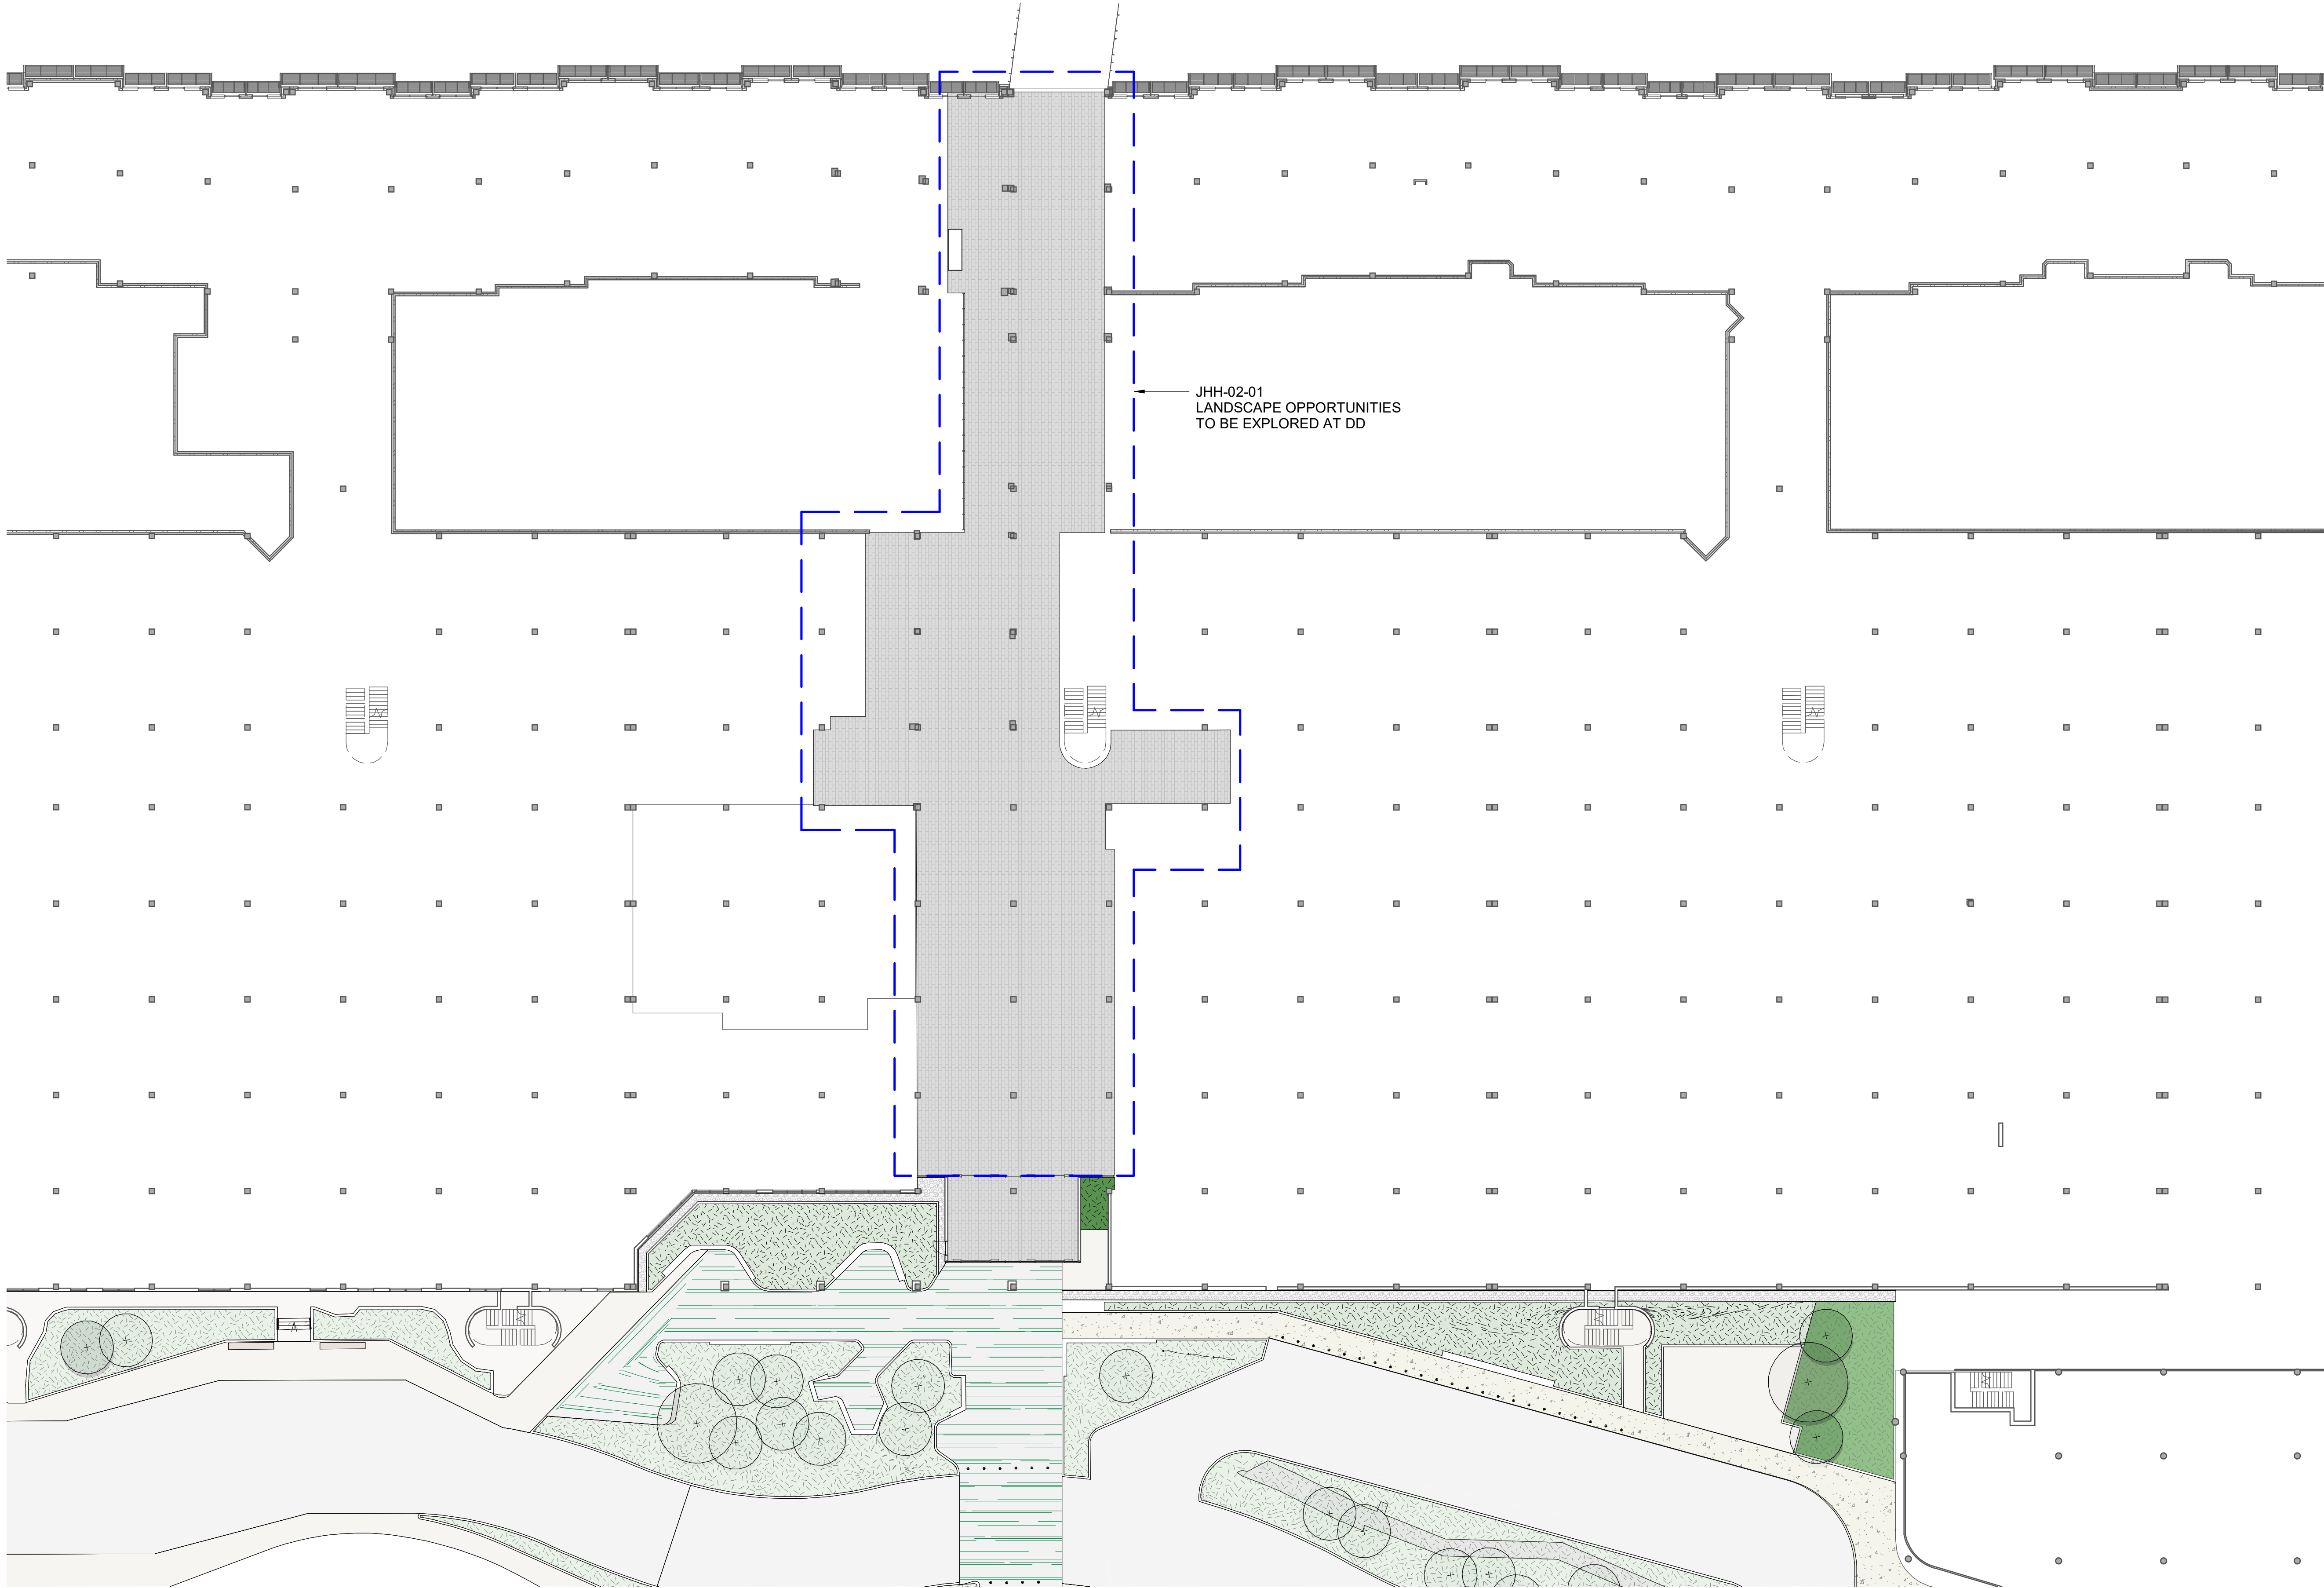 JHH-02-01
LANDSCAPE OPPORTUNITIES
TO BE EXPLORED AT DD